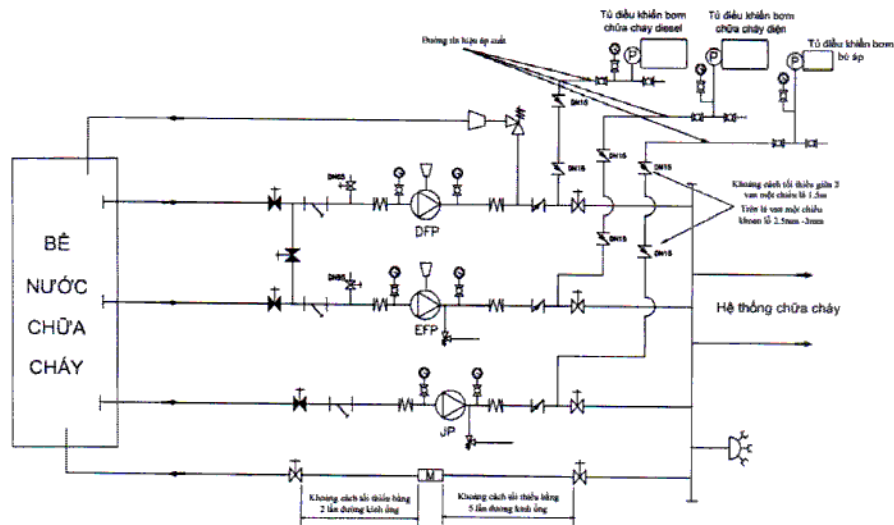 Tủ điều khiển bơm
chữa cháy diesel
Tủ điều khiển bơm
chữa cháy điện
Tủ điều khiển bơm
bù áp
Đường tín hiệu áp suất
P
P
P
DN15
DN15
DN15
DN15
DN15
DN15
Khoảng cách tối thiểu giữa 2
van một chiều là 1.5m
Trên lá van một chiều
khoan lỗ 2.5mm -3mm
DN65
DFP
BỂ
NƯỚC
CHỮA
CHÁY
DN65
EFP
Hệ thống chữa cháy
JP
M
Khoảng cách tối thiểu bằng
2 lần đường kính ống
Khoảng cách tối thiểu bằng
5 lần đường kính ống